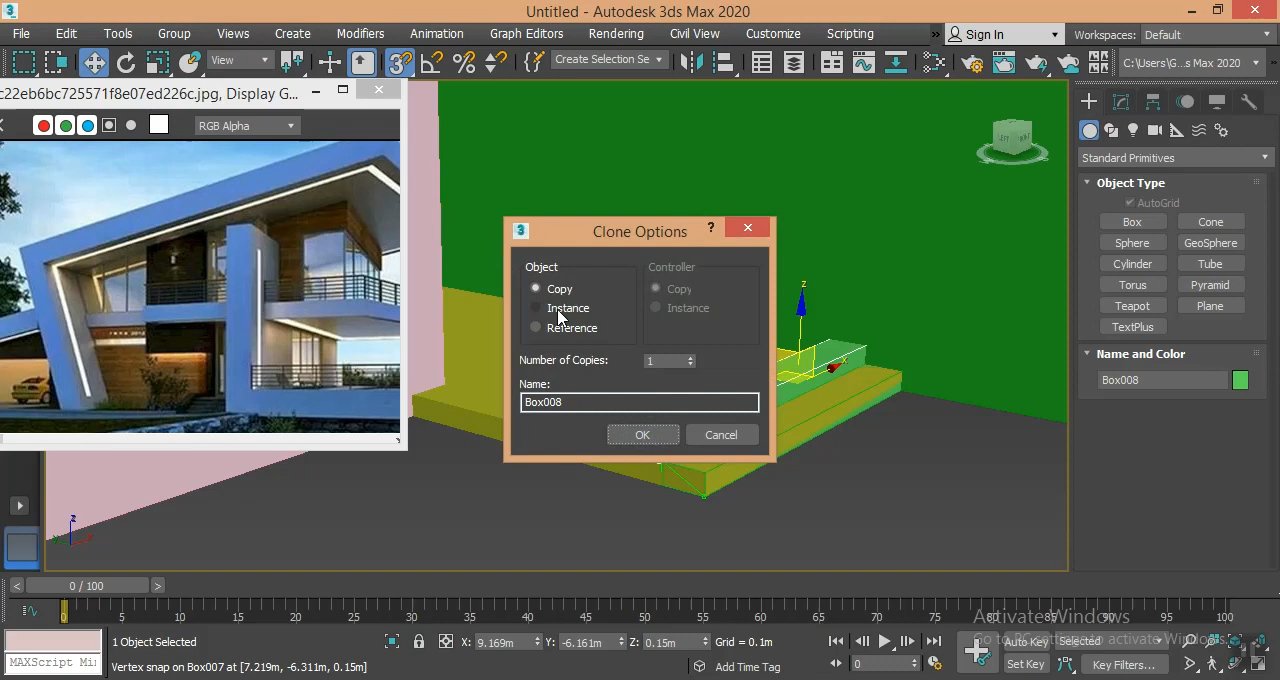 Untitled - Autodesk 3ds Max 2020
File Edit Tools Group Views Create Modifiers Animation Graph Editors Rendering Civil View Customize Scripting » Sign In Workspaces: Default
View Create Selection Se C:\Users\G...s Max 2020
c22eb6bc725571f8e07ed226c.jpg, Display G...
RGB Alpha
Standard Primitives
Object Type
AutoGrid
Box Cone
Sphere GeoSphere
Cylinder Tube
Torus Pyramid
Teapot Plane
TextPlus
Name and Color
Box008
Clone Options
Object Controller
Copy Copy
Instance Instance
Reference
Number of Copies: 1
Name:
Box008
OK Cancel
z
x
z
0 / 100
0 5 10 15 20 25 30 35 40 45 50 55 60 65 70 75 80 85 90 95 100
Activate Windows
Go to PC settings to activate Windows.
1 Object Selected X: 9.169m Y: -6.161m Z: 0.15m Grid = 0.1m Auto Key Selected
MAXScript Mi Vertex snap on Box007 at [7.219m, -6.311m, 0.15m] Add Time Tag 0 Set Key Key Filters...